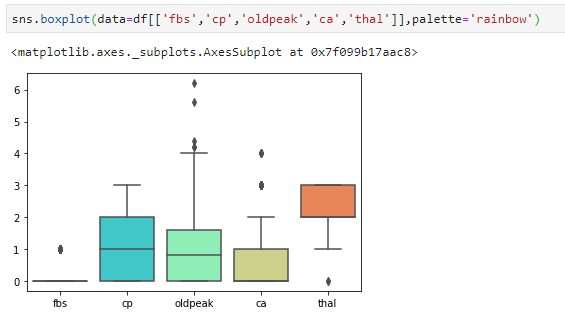 sns.boxplot(data=df[['fbs','cp','oldpeak','ca','thal']],palette='rainbow')
<matplotlib.axes._subplots.AxesSubplot at 0x7f099b17aac8>
6
5
4
3
2
1
0
fbs cp oldpeak ca thal